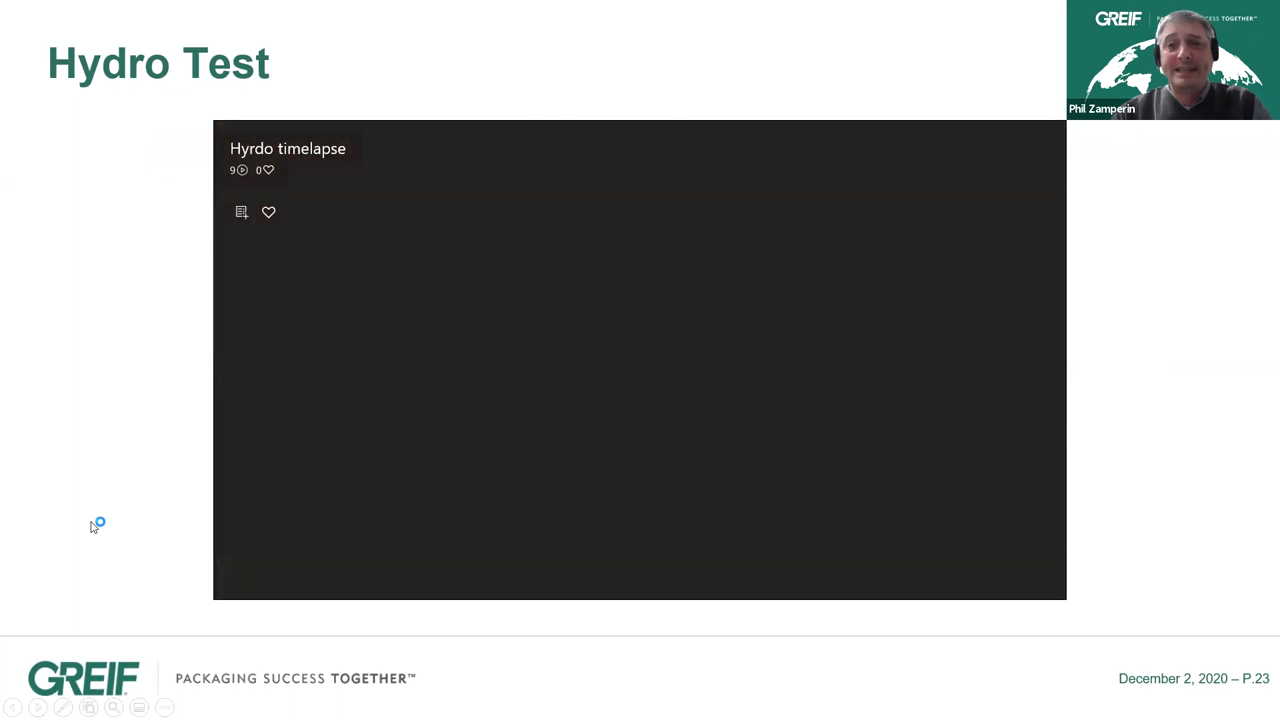 Hydro Test
GREIF
Phil Zamperin
Hyrdo timelapse
9 0
GREIF
PACKAGING SUCCESS TOGETHER™
December 2, 2020 – P.23